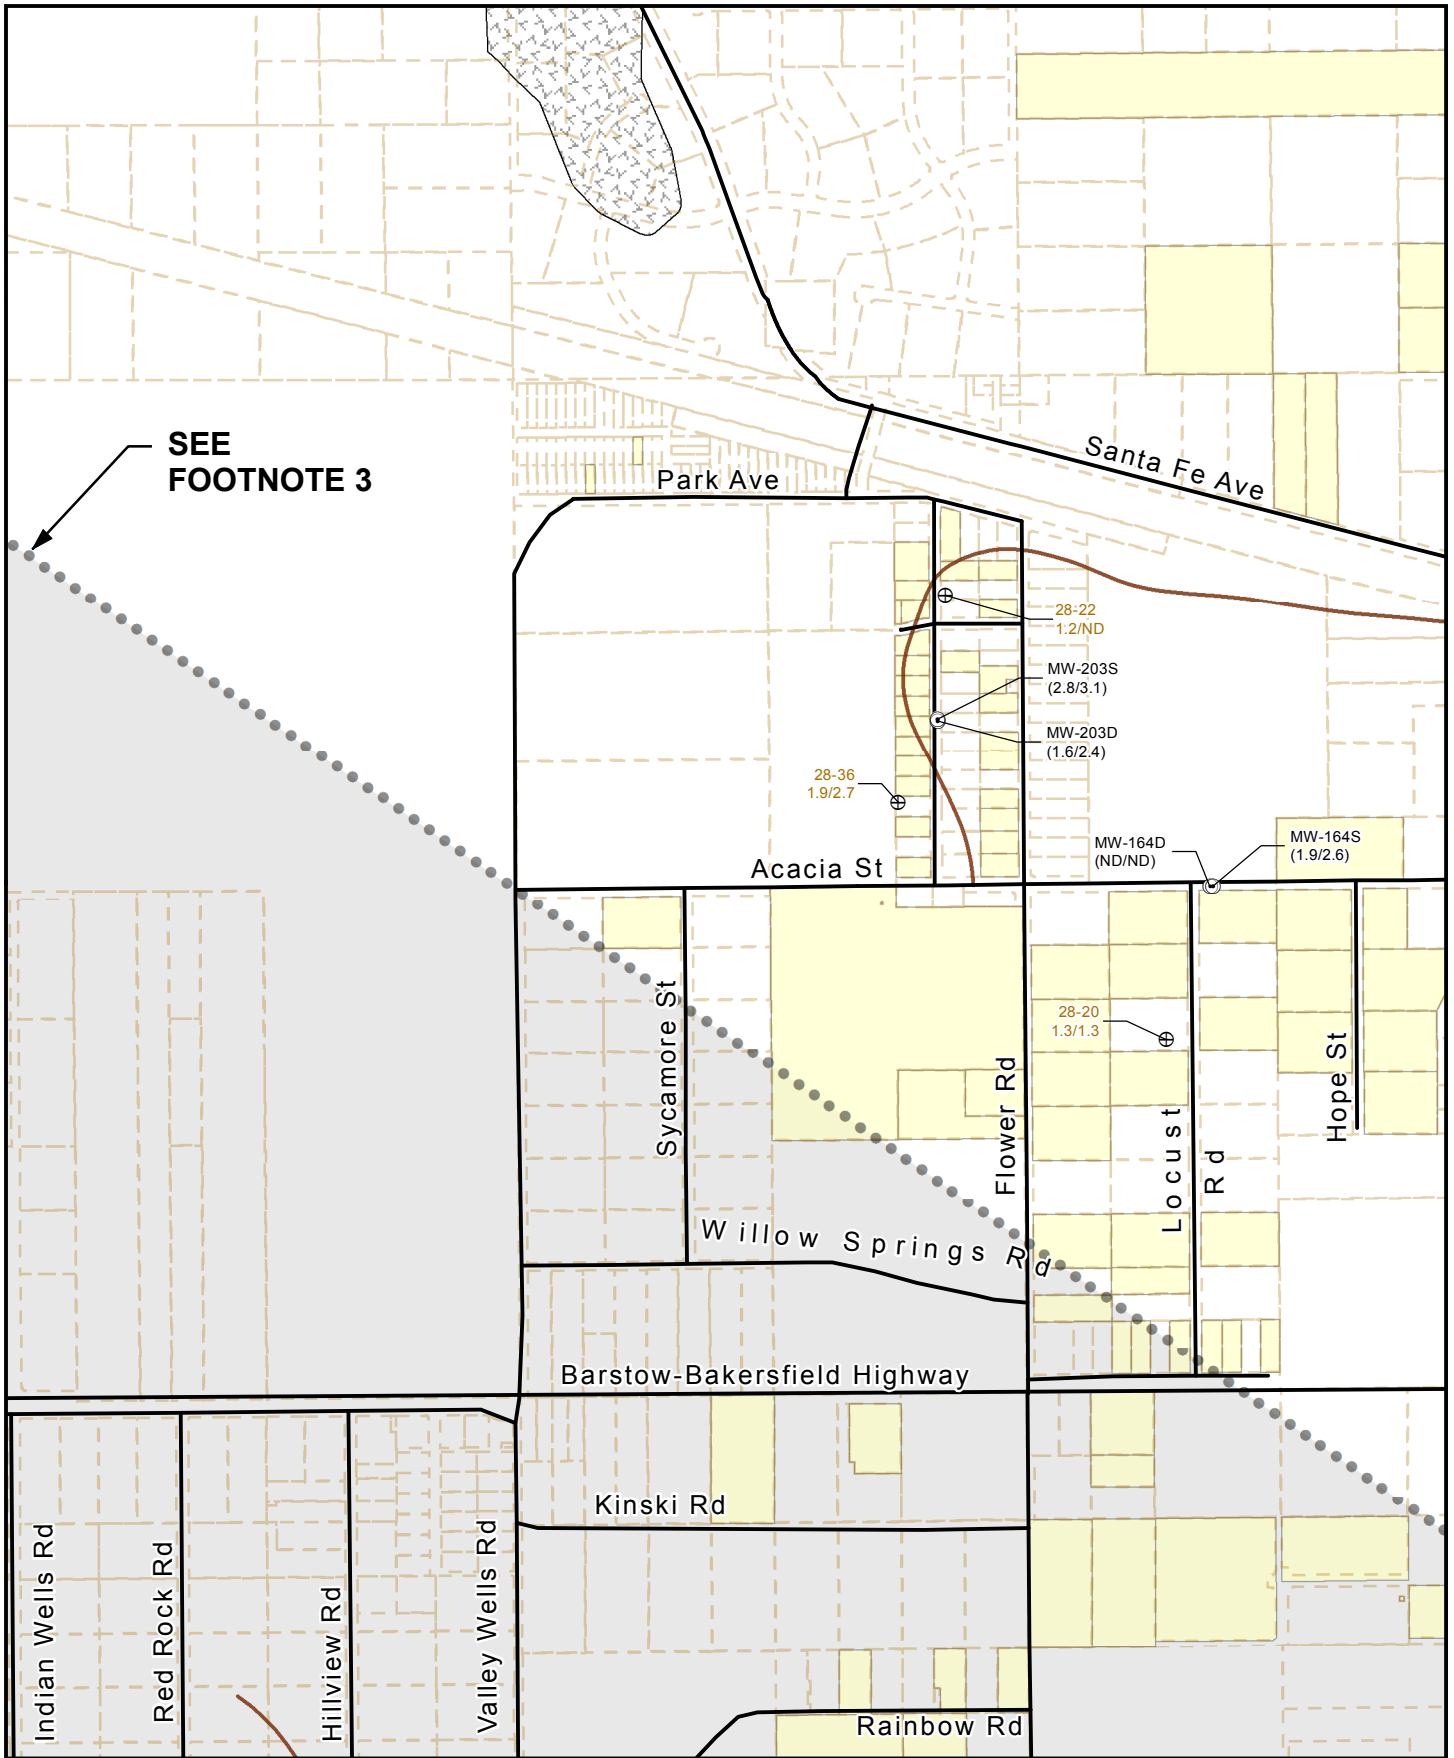 SEE
FOOTNOTE 3
Santa Fe Ave
Park Ave
28-22
1.2/ND
MW-203S
(2.8/3.1)
MW-203D
(1.6/2.4)
28-36
1.9/2.7
MW-164D
(ND/ND)
MW-164S
(1.9/2.6)
Acacia St
28-20
1.3/1.3
Sycamore St
Flower Rd
Locust
Rd
Hope St
Willow Springs Rd
Barstow-Bakersfield Highway
Kinski Rd
Indian Wells Rd
Red Rock Rd
Hillview Rd
Valley Wells Rd
Rainbow Rd